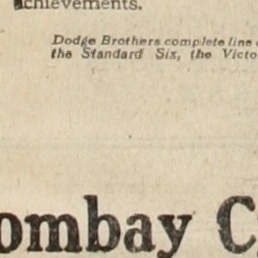 achievements.
Dodge Brothers complete line
the Standard Six, the Victo
ombay C